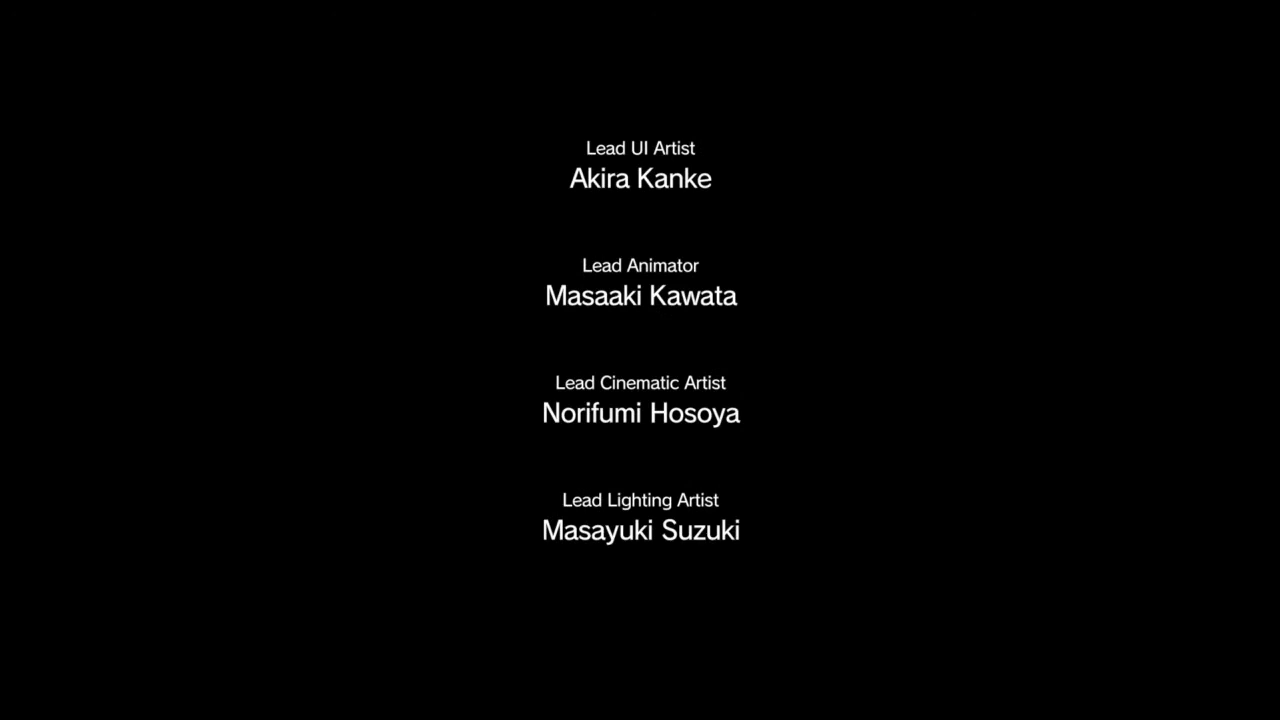 Lead UI Artist
Akira Kanke
Lead Animator
Masaaki Kawata
Lead Cinematic Artist
Norifumi Hosoya
Lead Lighting Artist
Masayuki Suzuki